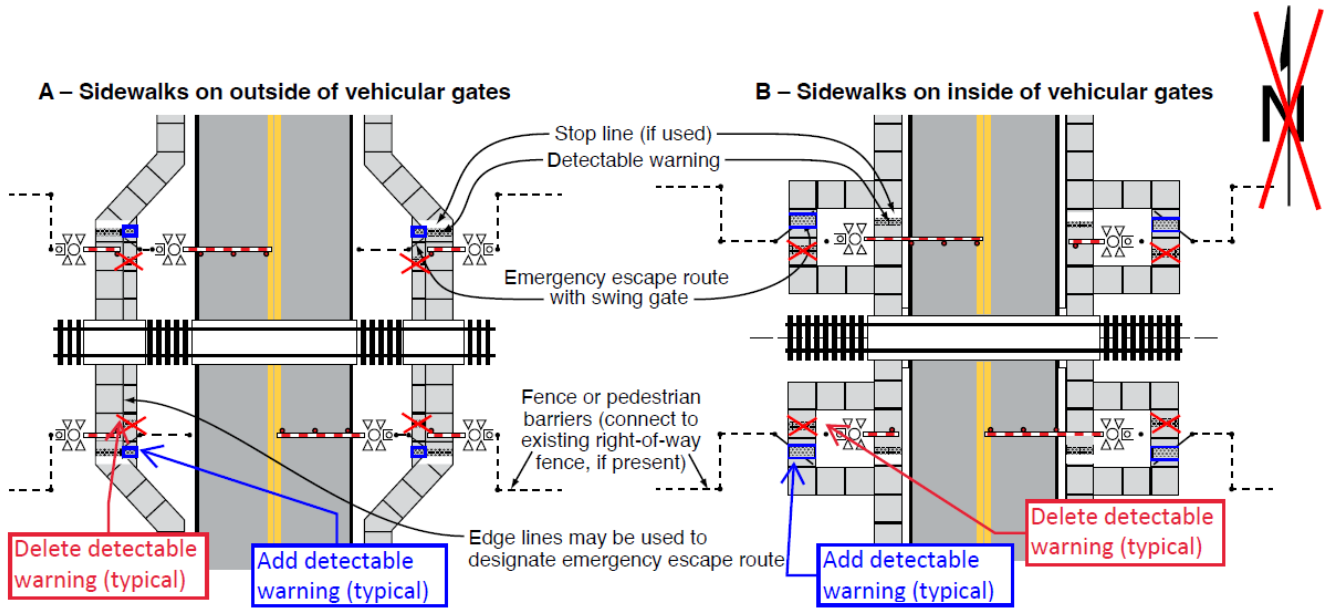 A – Sidewalks on outside of vehicular gates
B – Sidewalks on inside of vehicular gates
N
Stop line (if used)
Detectable warning
Emergency escape route
with swing gate
Fence or pedestrian
barriers (connect to
existing right-of-way
fence, if present)
Edge lines may be used to
designate emergency escape route
Delete detectable
warning (typical)
Add detectable
warning (typical)
Add detectable
warning (typical)
Delete detectable
warning (typical)